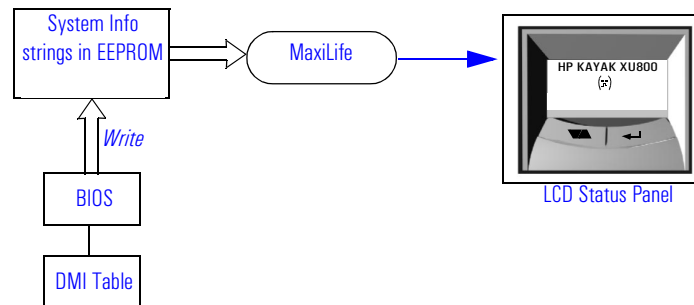 System Info
strings in EEPROM
MaxiLife
HP KAYAK XU800
Write
LCD Status Panel
BIOS
DMI Table